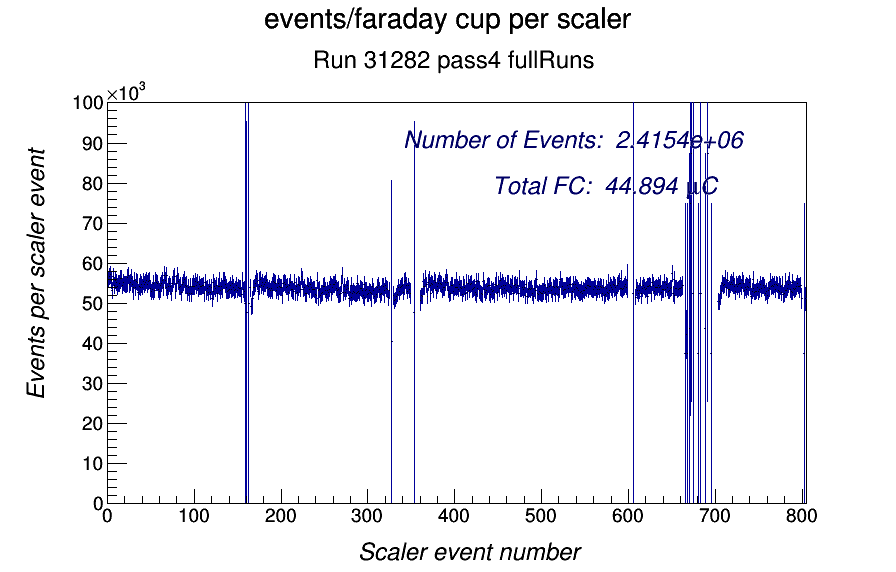 events/faraday cup per scaler
Run 31282 pass4 fullRuns
×10³
100
90
80
70
60
50
40
30
20
10
0
Events per scaler event
Number of Events: 2.4154e+06
Total FC: 44.894 μC
0 100 200 300 400 500 600 700 800
Scaler event number